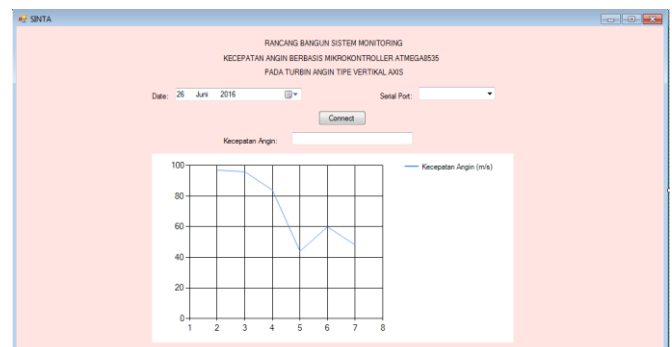 SINTA
RANCANG BANGUN SISTEM MONITORING
KECEPATAN ANGIN BERBASIS MIKROKONTROLLER ATMEGA8535
PADA TURBIN ANGIN TIPE VERTIKAL AXIS
Date: 26 Juni 2016 Serial Port:
Connect
Kecepatan Angin:
Kecepatan Angin (m/s)
100
80
60
40
20
0
1 2 3 4 5 6 7 8